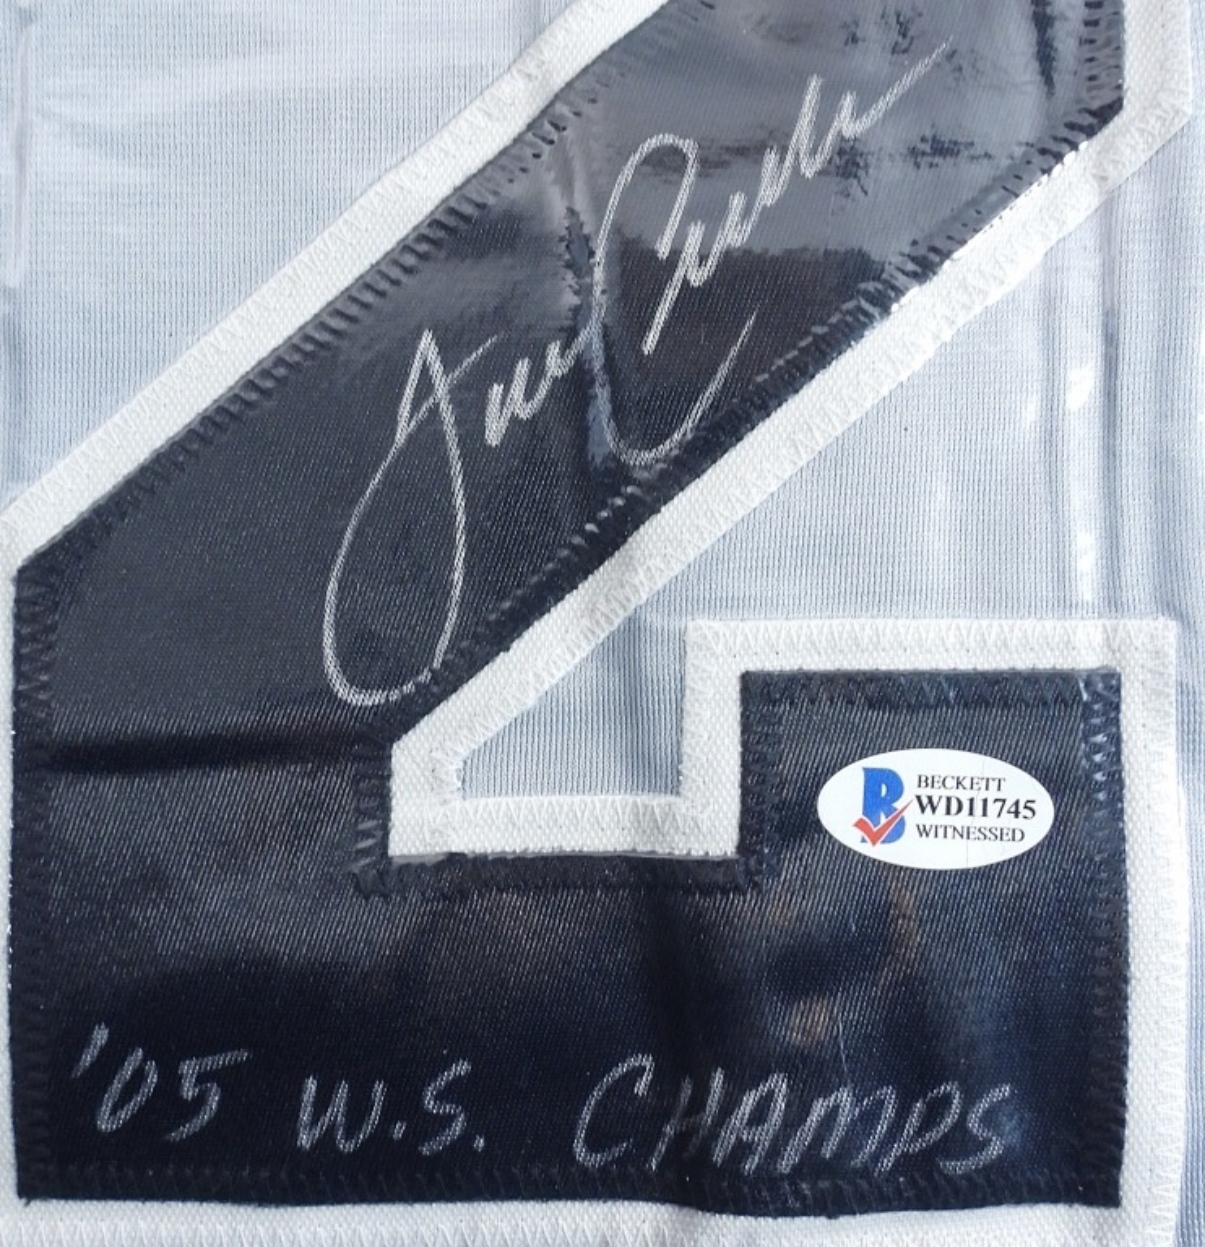 BECKETT
WD11745
WITNESSED
'05 W.S. CHAMPS